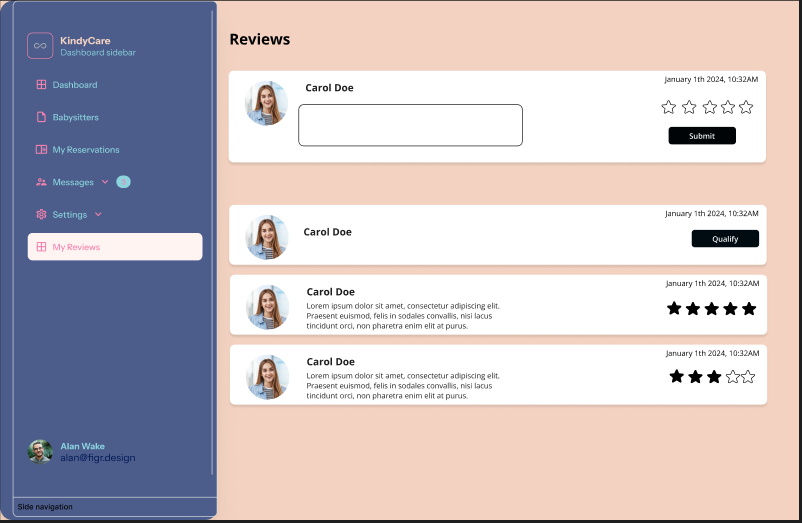 KindyCare
Dashboard sidebar
Dashboard
Babysitters
My Reservations
Messages
Settings
My Reviews
Alan Wake
alan@figr.design
Side navigation
Reviews
Carol Doe
January 1th 2024, 10:32AM
Submit
Carol Doe
January 1th 2024, 10:32AM
Qualify
Carol Doe
January 1th 2024, 10:32AM
Lorem ipsum dolor sit amet, consectetur adipiscing elit.
Praesent euismod, felis in sodales convallis, nisi lacus
tincidunt orci, non pharetra enim elit at purus.
Carol Doe
January 1th 2024, 10:32AM
Lorem ipsum dolor sit amet, consectetur adipiscing elit.
Praesent euismod, felis in sodales convallis, nisi lacus
tincidunt orci, non pharetra enim elit at purus.